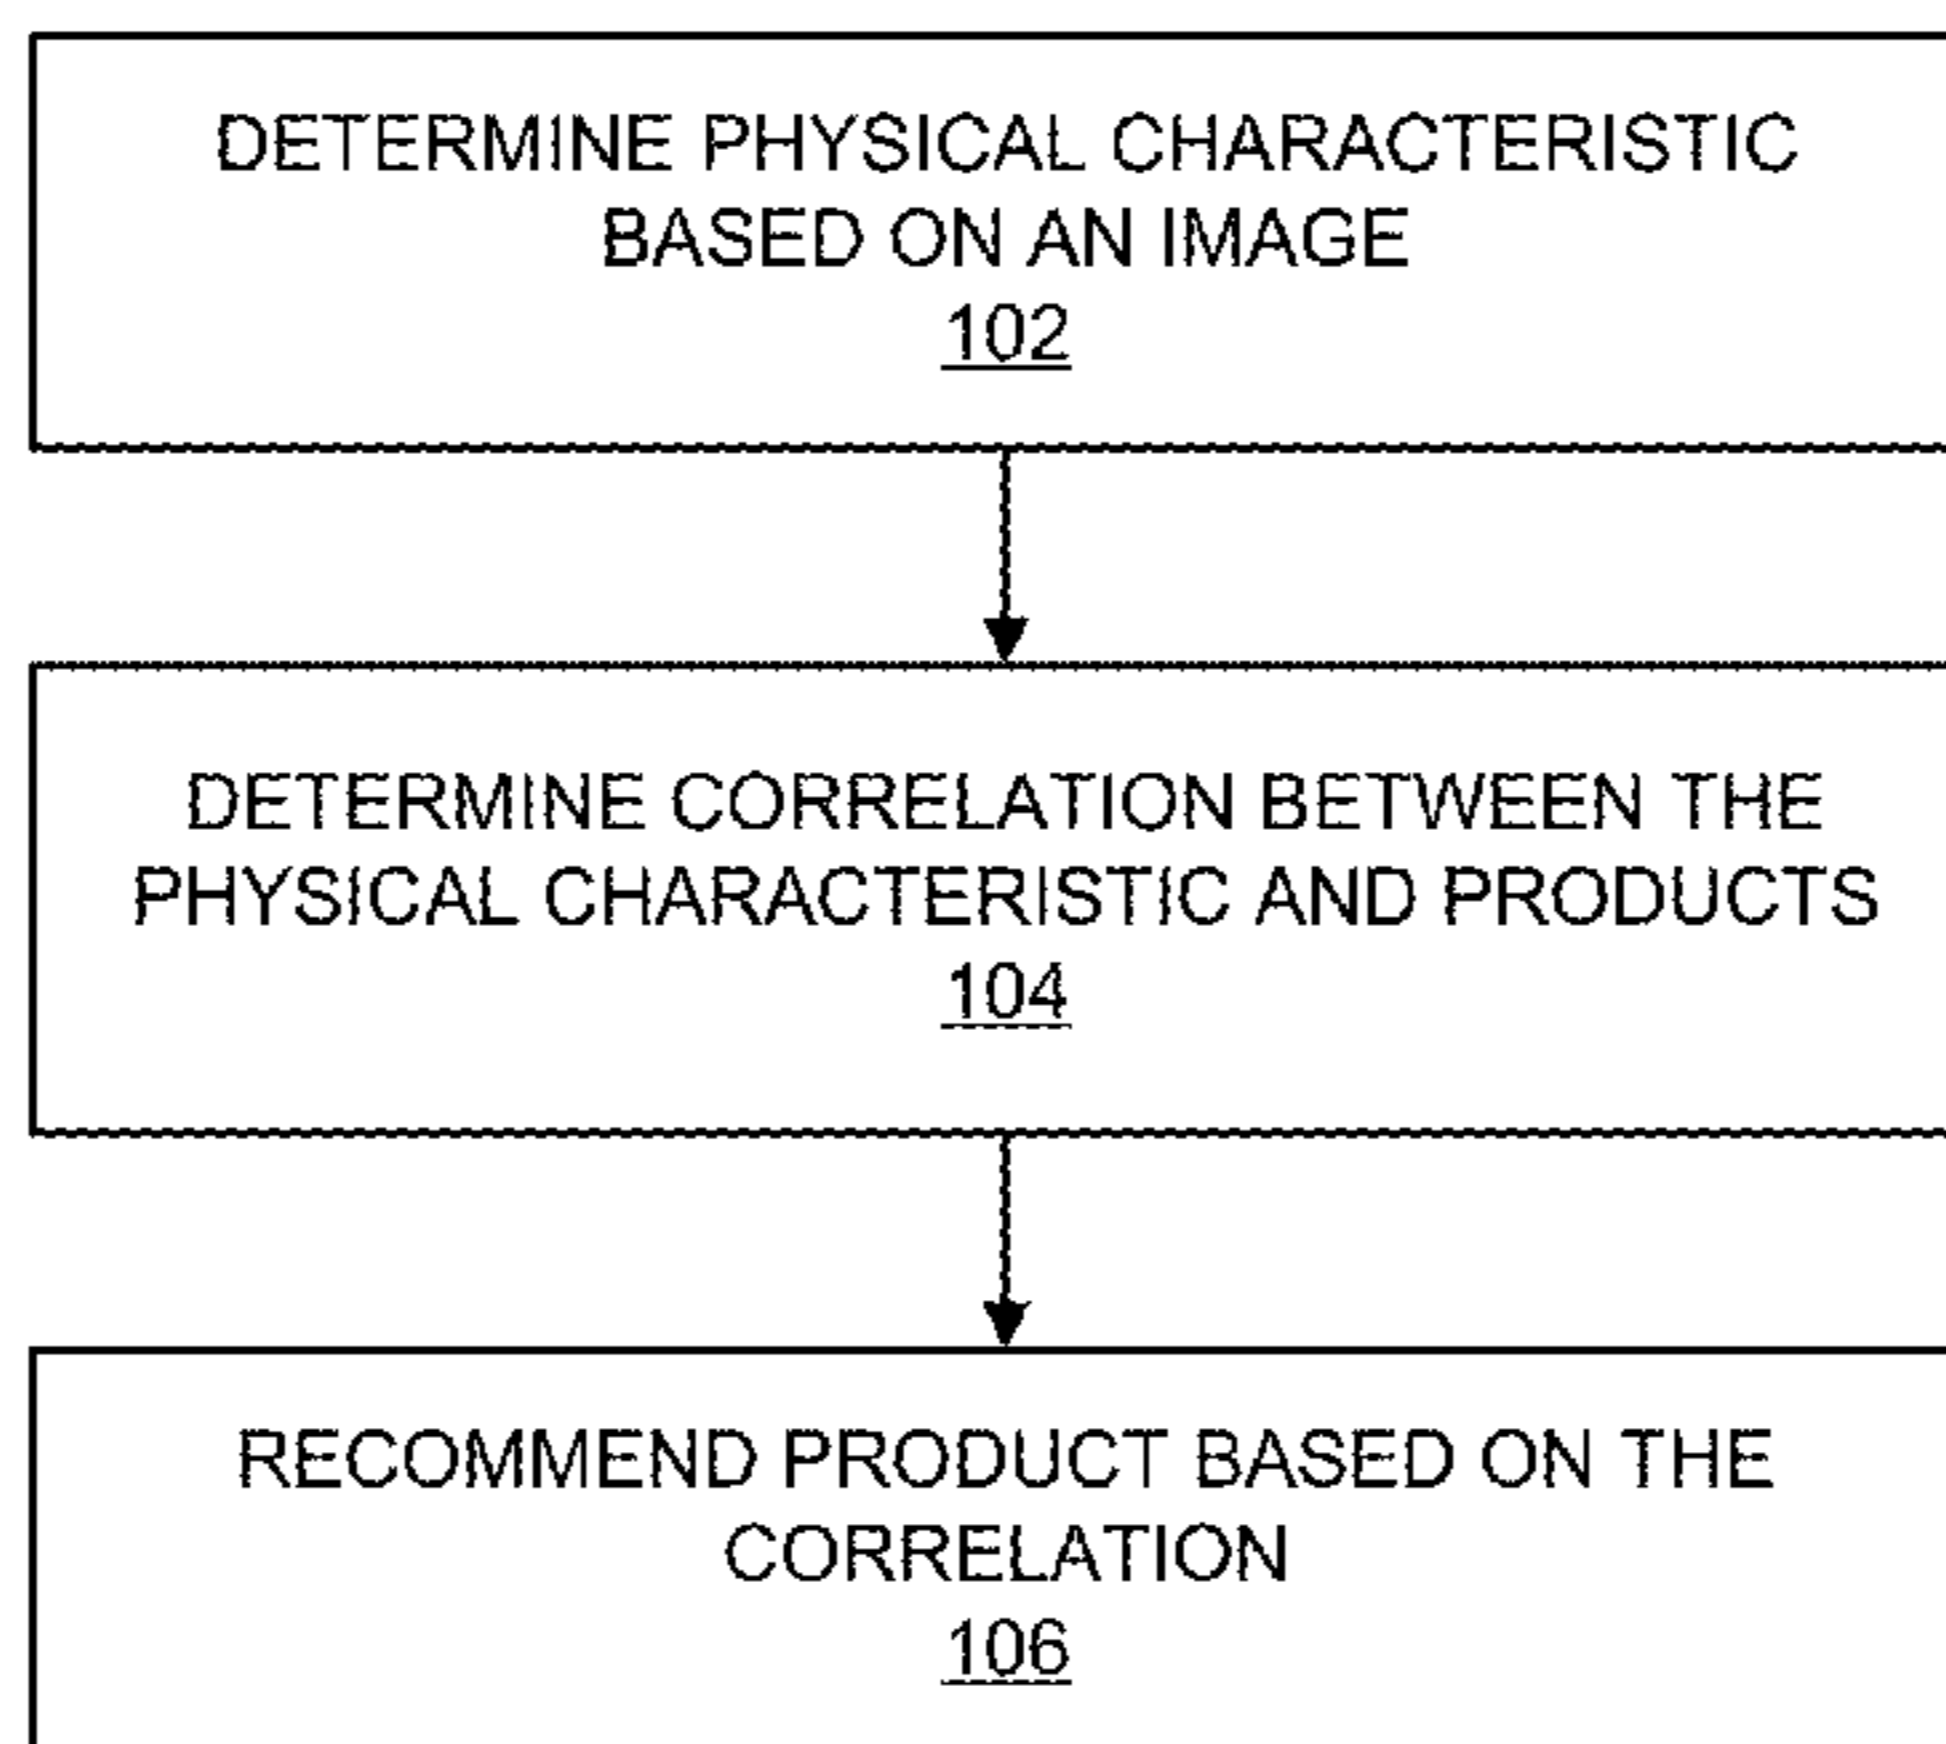 DETERMINE PHYSICAL CHARACTERISTIC
BASED ON AN IMAGE
102
DETERMINE CORRELATION BETWEEN THE
PHYSICAL CHARACTERISTIC AND PRODUCTS
104
RECOMMEND PRODUCT BASED ON THE
CORRELATION
106